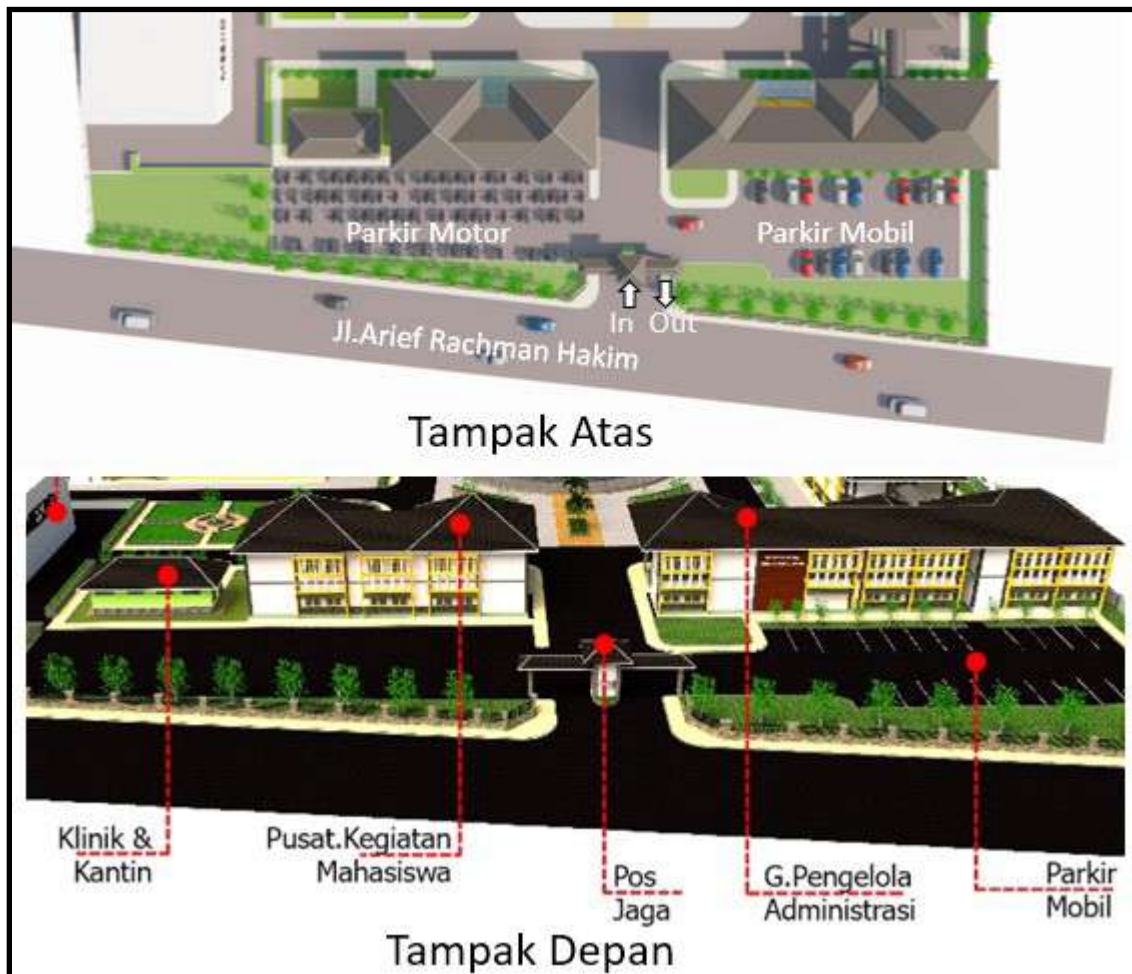 Parkir Motor
Parkir Mobil
In Out
Jl.Arief Rachman Hakim
Tampak Atas
Klinik &
Kantin
Pusat.Kegiatan
Mahasiswa
Pos
Jaga
G.Pengelola
Administrasi
Parkir
Mobil
Tampak Depan